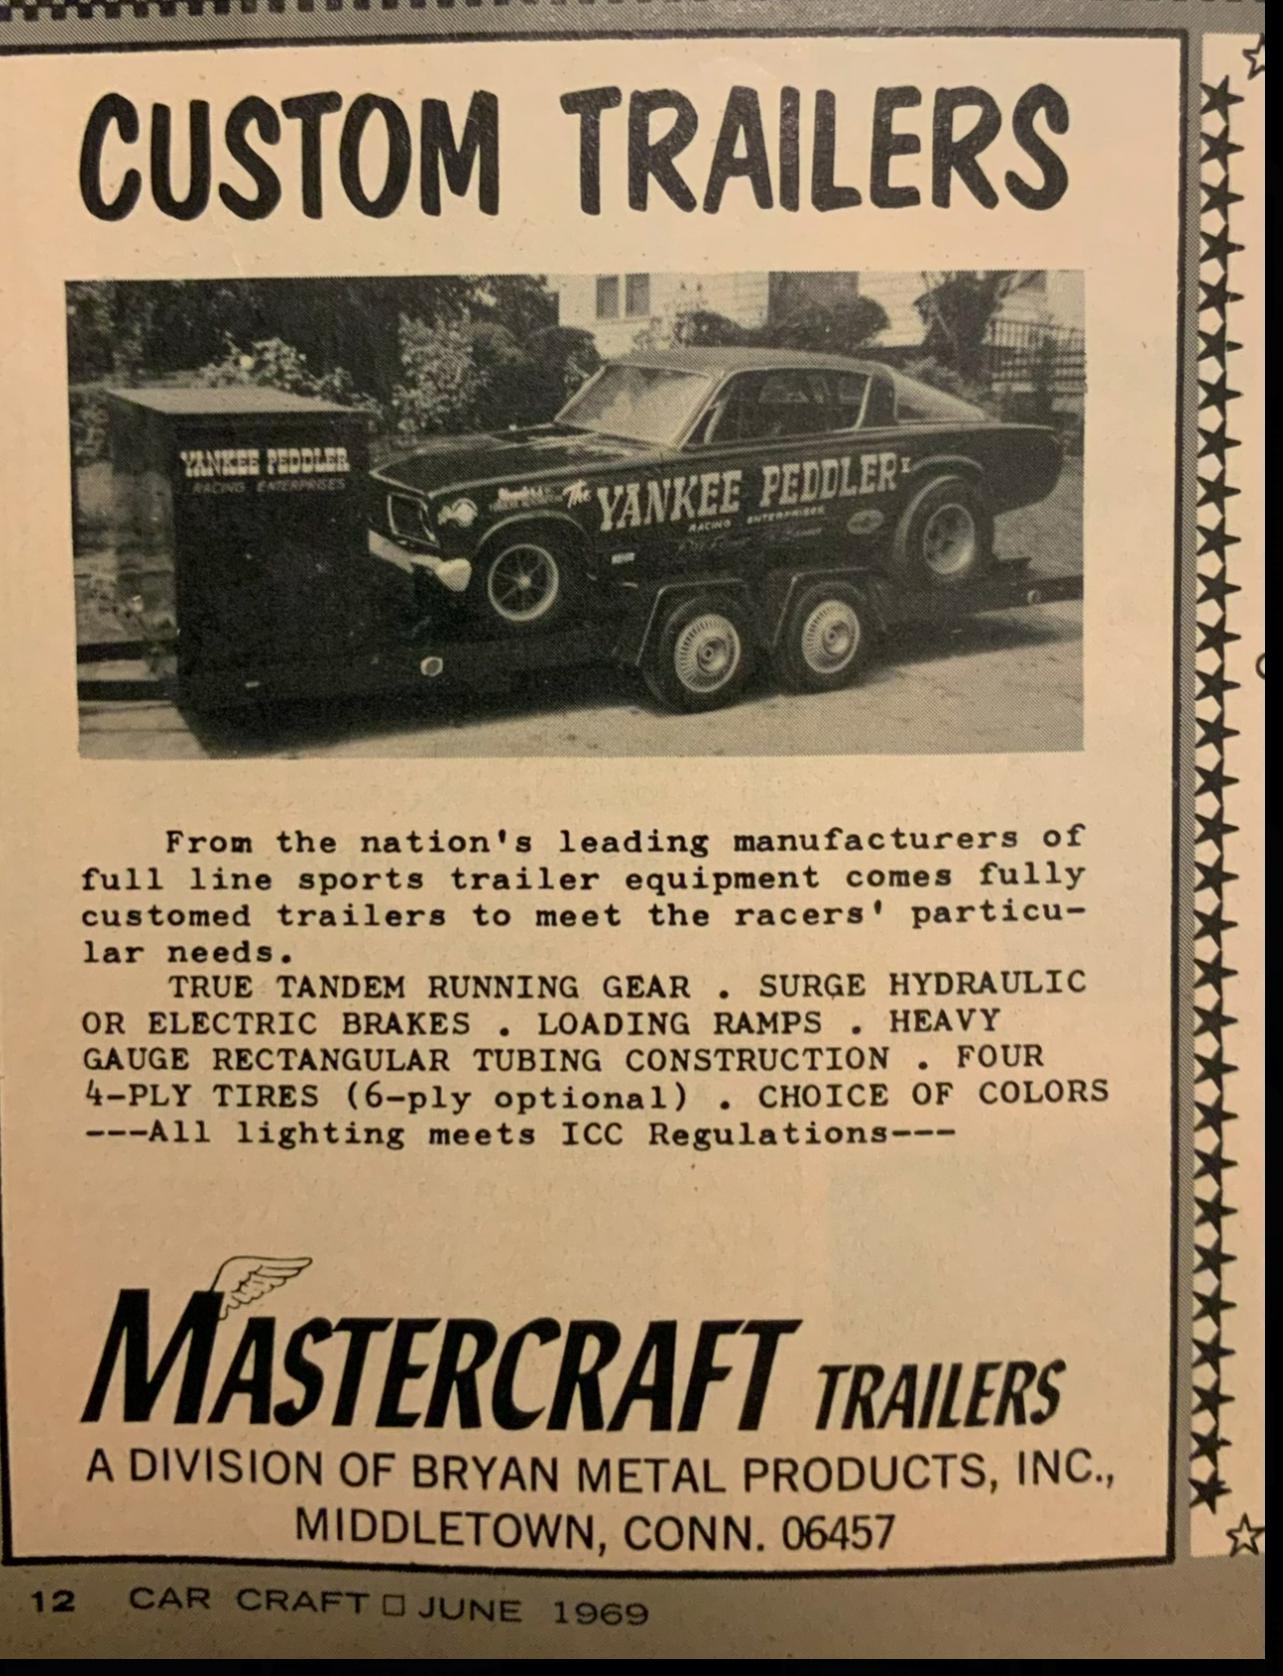 CUSTOM TRAILERS
YANKEE PEDDLER
RACING ENTERPRISES
The YANKEE PEDDLER I
RACING ENTERPRISES
From the nation's leading manufacturers of
full line sports trailer equipment comes fully
customed trailers to meet the racers' particu-
lar needs.
TRUE TANDEM RUNNING GEAR . SURGE HYDRAULIC
OR ELECTRIC BRAKES . LOADING RAMPS . HEAVY
GAUGE RECTANGULAR TUBING CONSTRUCTION . FOUR
4-PLY TIRES (6-ply optional) . CHOICE OF COLORS
---All lighting meets ICC Regulations---
MASTERCRAFT TRAILERS
A DIVISION OF BRYAN METAL PRODUCTS, INC.,
MIDDLETOWN, CONN. 06457
12 CAR CRAFT □ JUNE 1969